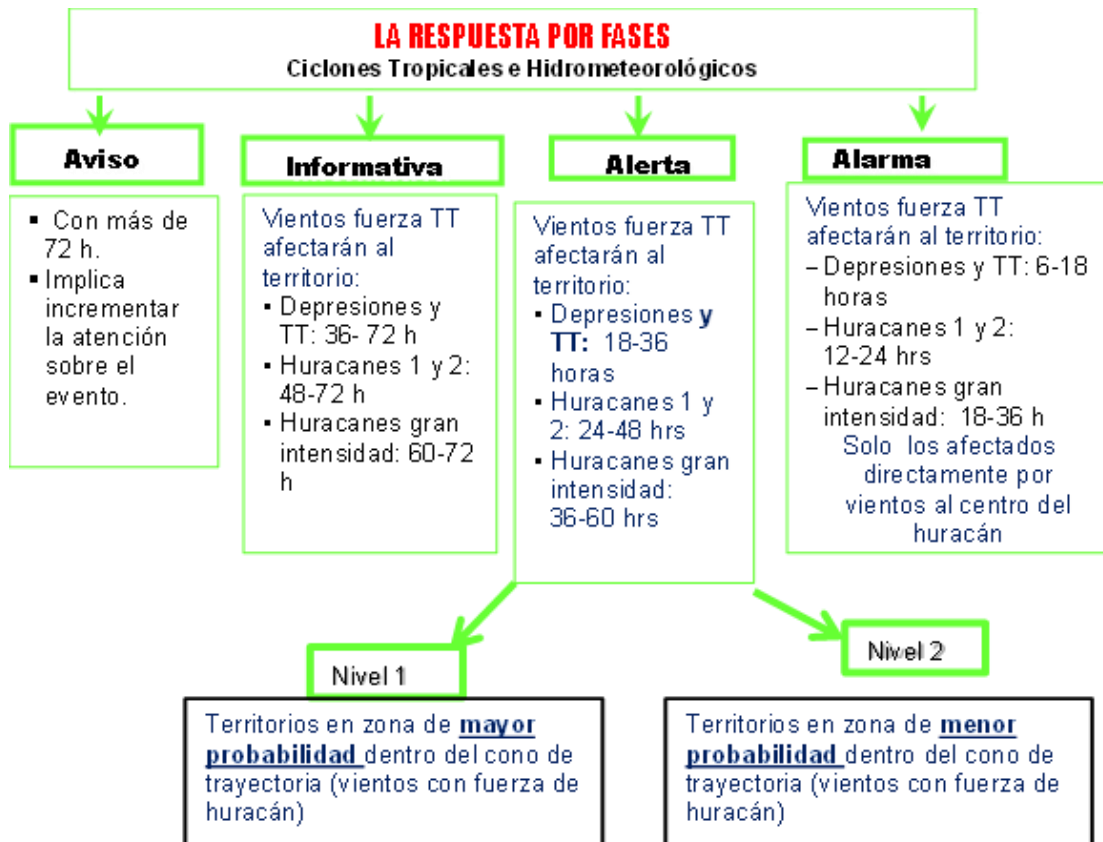 LA RESPUESTA POR FASES
Ciclones Tropicales e Hidrometeorológicos
Aviso
▪ Con más de
72 h.
▪ Implica
incrementar
la atención
sobre el
evento.
Informativa
Vientos fuerza TT
afectarán al
territorio:
▪ Depresiones y
TT: 36- 72 h
▪ Huracanes 1 y 2:
48-72 h
▪ Huracanes gran
intensidad: 60-72
h
Alerta
Vientos fuerza TT
afectarán al
territorio:
▪ Depresiones y
TT: 18-36
horas
▪ Huracanes 1 y
2: 24-48 hrs
▪ Huracanes gran
intensidad:
36-60 hrs
Alarma
Vientos fuerza TT
afectarán al territorio:
– Depresiones y TT: 6-18
horas
– Huracanes 1 y 2:
12-24 hrs
– Huracanes gran
intensidad: 18-36 h
Solo los afectados
directamente por
vientos al centro del
huracán
Nivel 1
Territorios en zona de mayor
probabilidad dentro del cono de
trayectoria (vientos con fuerza de
huracán)
Nivel 2
Territorios en zona de menor
probabilidad dentro del cono de
trayectoria (vientos con fuerza de
huracán)